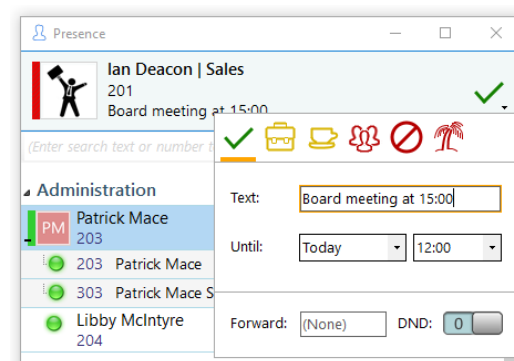 Presence
Ian Deacon | Sales
201
Board meeting at 15:00
(Enter search text or number t
Administration
PM
Patrick Mace
203
203 Patrick Mace
303 Patrick Mace S
Libby McIntyre
204
Text:
Board meeting at 15:00
Until:
Today
12:00
Forward:
(None)
DND:
0